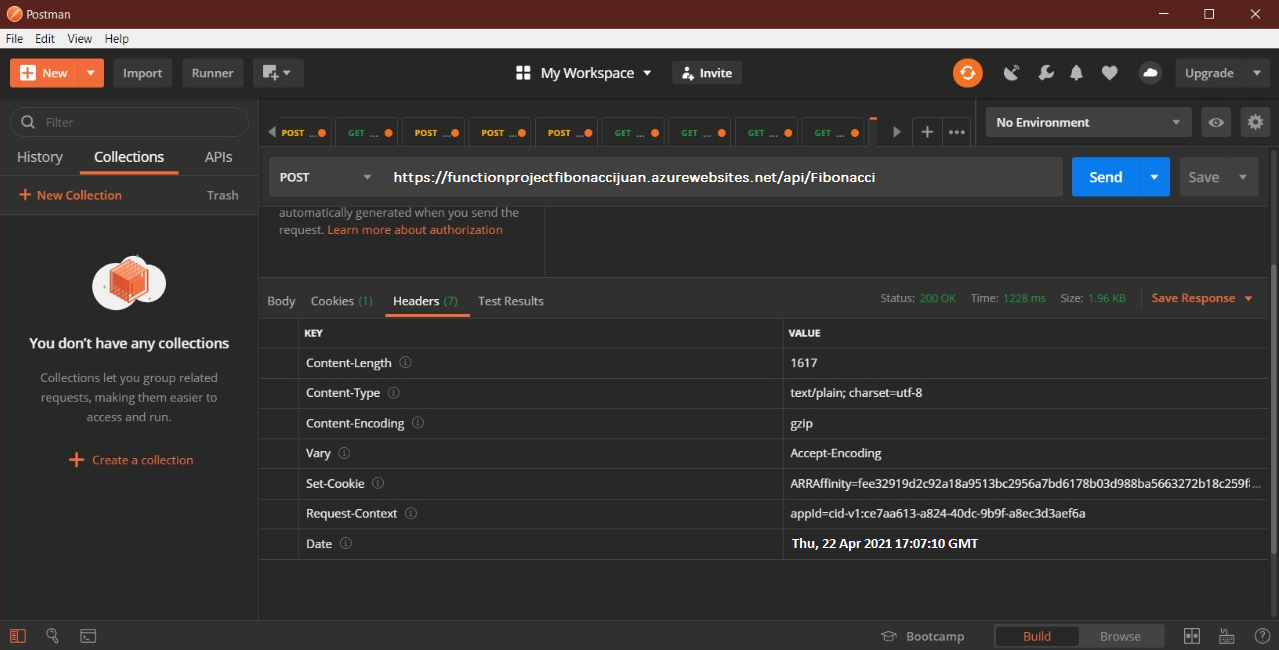 Postman
File Edit View Help
New Import Runner My Workspace Invite Upgrade
Filter
POST ... GET ... POST ... POST ... POST ... GET ... GET ... GET ... GET ... No Environment
History Collections APIs
POST https://functionprojectfibonaccijuan.azurewebsites.net/api/Fibonacci Send Save
New Collection Trash
automatically generated when you send the
request. Learn more about authorization
Body Cookies (1) Headers (7) Test Results Status: 200 OK Time: 1228 ms Size: 1.96 KB Save Response
KEY VALUE
Content-Length 1617
Content-Type text/plain; charset=utf-8
Content-Encoding gzip
Vary Accept-Encoding
Set-Cookie ARRAffinity=fee32919d2c92a18a9513bc2956a7bd6178b03d988ba5663272b18c259f...
Request-Context appId=cid-v1:ce7aa613-a824-40dc-9b9f-a8ec3d3aef6a
Date Thu, 22 Apr 2021 17:07:10 GMT
You don't have any collections
Collections let you group related
requests, making them easier to
access and run.
Create a collection
Bootcamp Build Browse